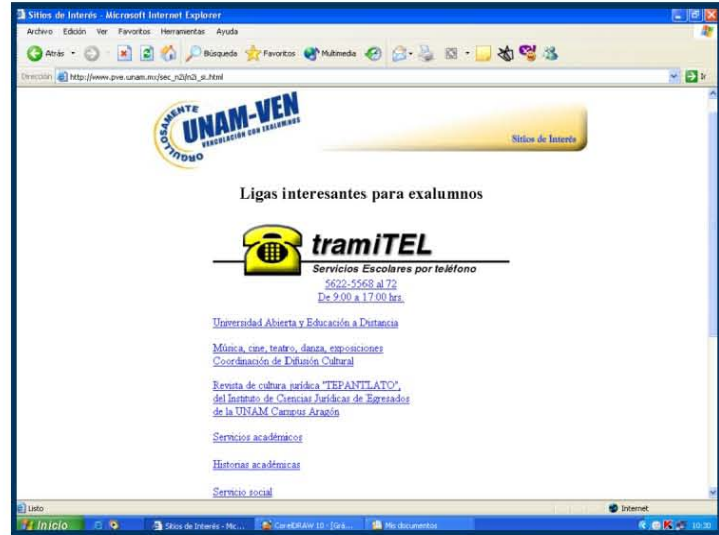 Sitios de Interés - Microsoft Internet Explorer
Archivo Edición Ver Favoritos Herramientas Ayuda
Atrás Búsqueda Favoritos Multimedia
Dirección http://www.pve.unam.mx/sec_n2i/n2i_si.html Ir
ORGULLOSAMENTE
UNAM-VEN
VINCULACIÓN CON EXALUMNOS
Sitios de Interés
Ligas interesantes para exalumnos
tramiTEL
Servicios Escolares por teléfono
5622-5568 al 72
De 9:00 a 17:00 hrs.
Universidad Abierta y Educación a Distancia
Música, cine, teatro, danza, exposiciones
Coordinación de Difusión Cultural
Revista de cultura jurídica "TEPANTLATO",
del Instituto de Ciencias Jurídicas de Egresados
de la UNAM Campus Aragón
Servicios académicos
Historias académicas
Servicio social
Listo Internet
Inicio Sitios de Interés - Mic... CorelDRAW 10 - [Grá... Mis documentos 10:30